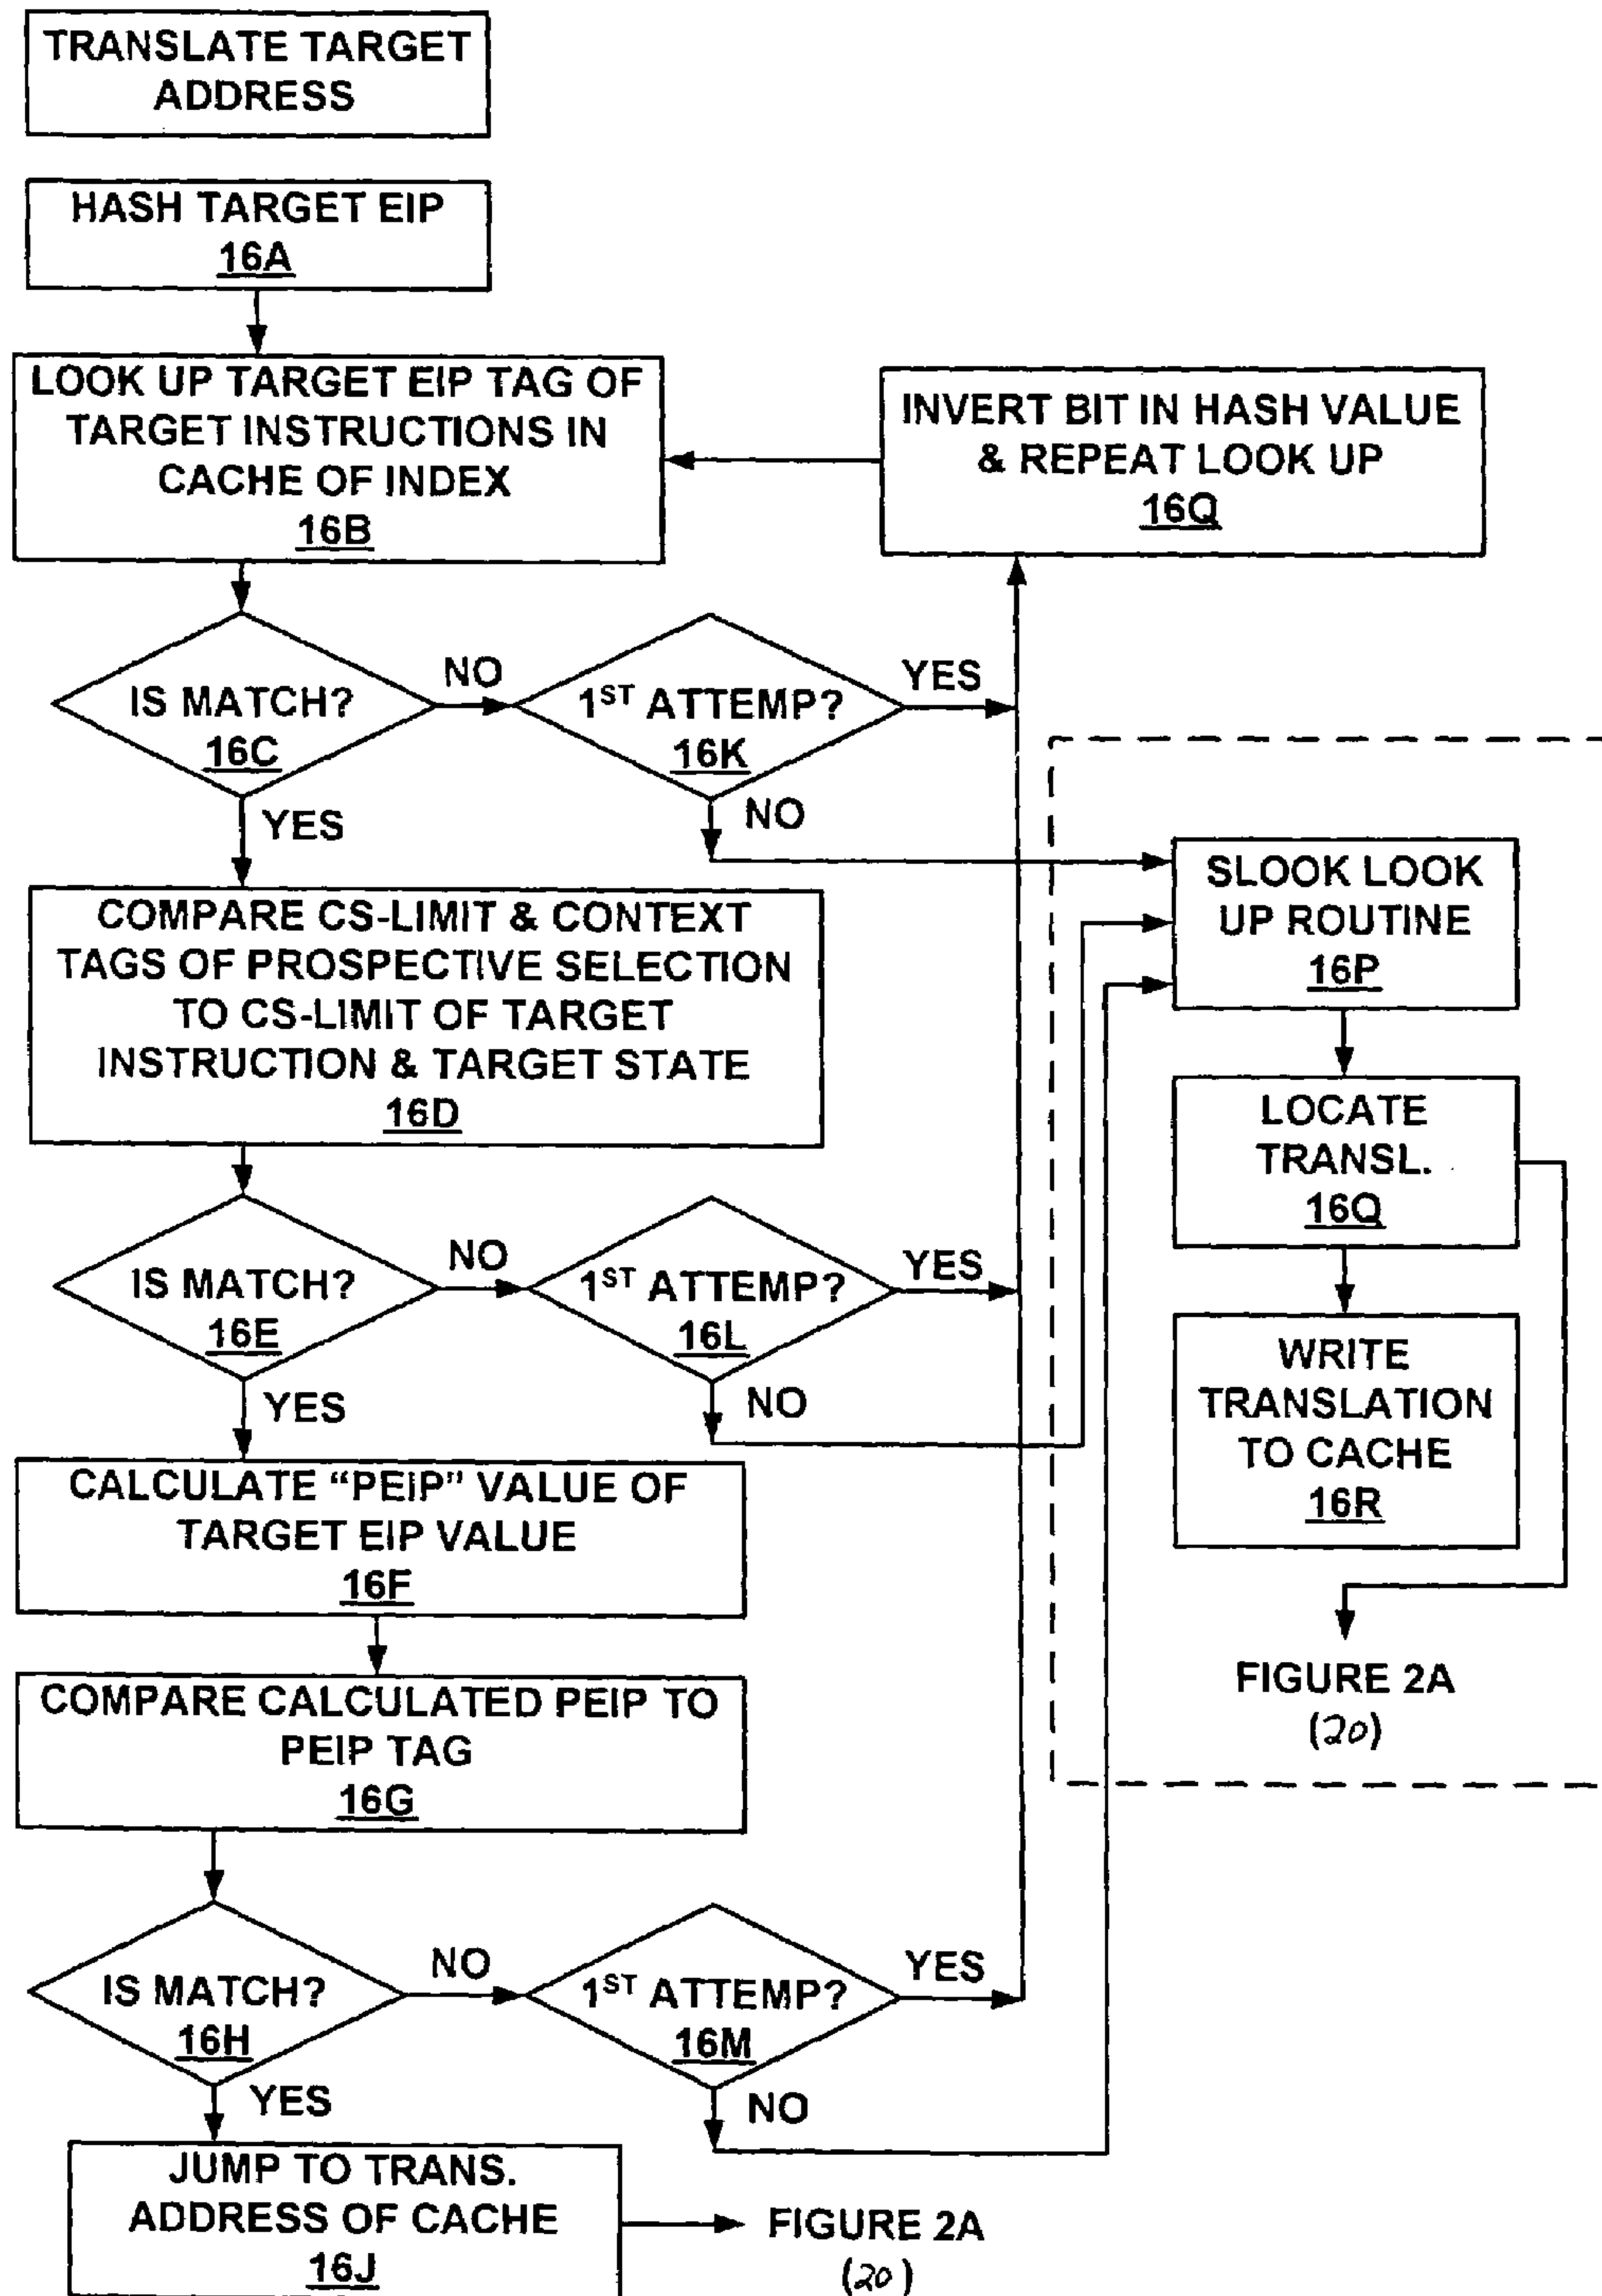 TRANSLATE TARGET
ADDRESS
HASH TARGET EIP
16A
LOOK UP TARGET EIP TAG OF
TARGET INSTRUCTIONS IN
CACHE OF INDEX
16B
INVERT BIT IN HASH VALUE
& REPEAT LOOK UP
16Q
IS MATCH?
16C
NO
1ST ATTEMP?
16K
YES
NO
YES
COMPARE CS-LIMIT & CONTEXT
TAGS OF PROSPECTIVE SELECTION
TO CS-LIMIT OF TARGET
INSTRUCTION & TARGET STATE
16D
SLOOK LOOK
UP ROUTINE
16P
LOCATE
TRANSL.
16Q
WRITE
TRANSLATION
TO CACHE
16R
FIGURE 2A
(20)
IS MATCH?
16E
NO
1ST ATTEMP?
16L
YES
NO
YES
CALCULATE “PEIP” VALUE OF
TARGET EIP VALUE
16F
COMPARE CALCULATED PEIP TO
PEIP TAG
16G
IS MATCH?
16H
NO
1ST ATTEMP?
16M
YES
NO
YES
JUMP TO TRANS.
ADDRESS OF CACHE
16J
FIGURE 2A
(20)